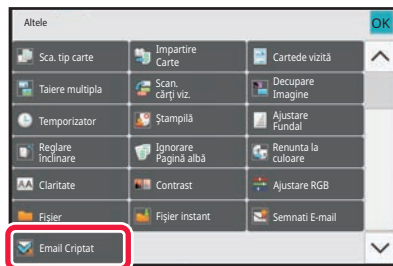 Altele
OK
Sca. tip carte
Impartire
Carte
Cartede vizită
Taiere multipla
Scan.
cărți viz.
Decupare
Imagine
Temporizator
Ștampilă
Ajustare
Fundal
Reglare
înclinare
Ignorare
Pagină albă
Renunta la
culoare
Claritate
Contrast
Ajustare RGB
Fișier
Fișier instant
Semnati E-mail
Email Criptat